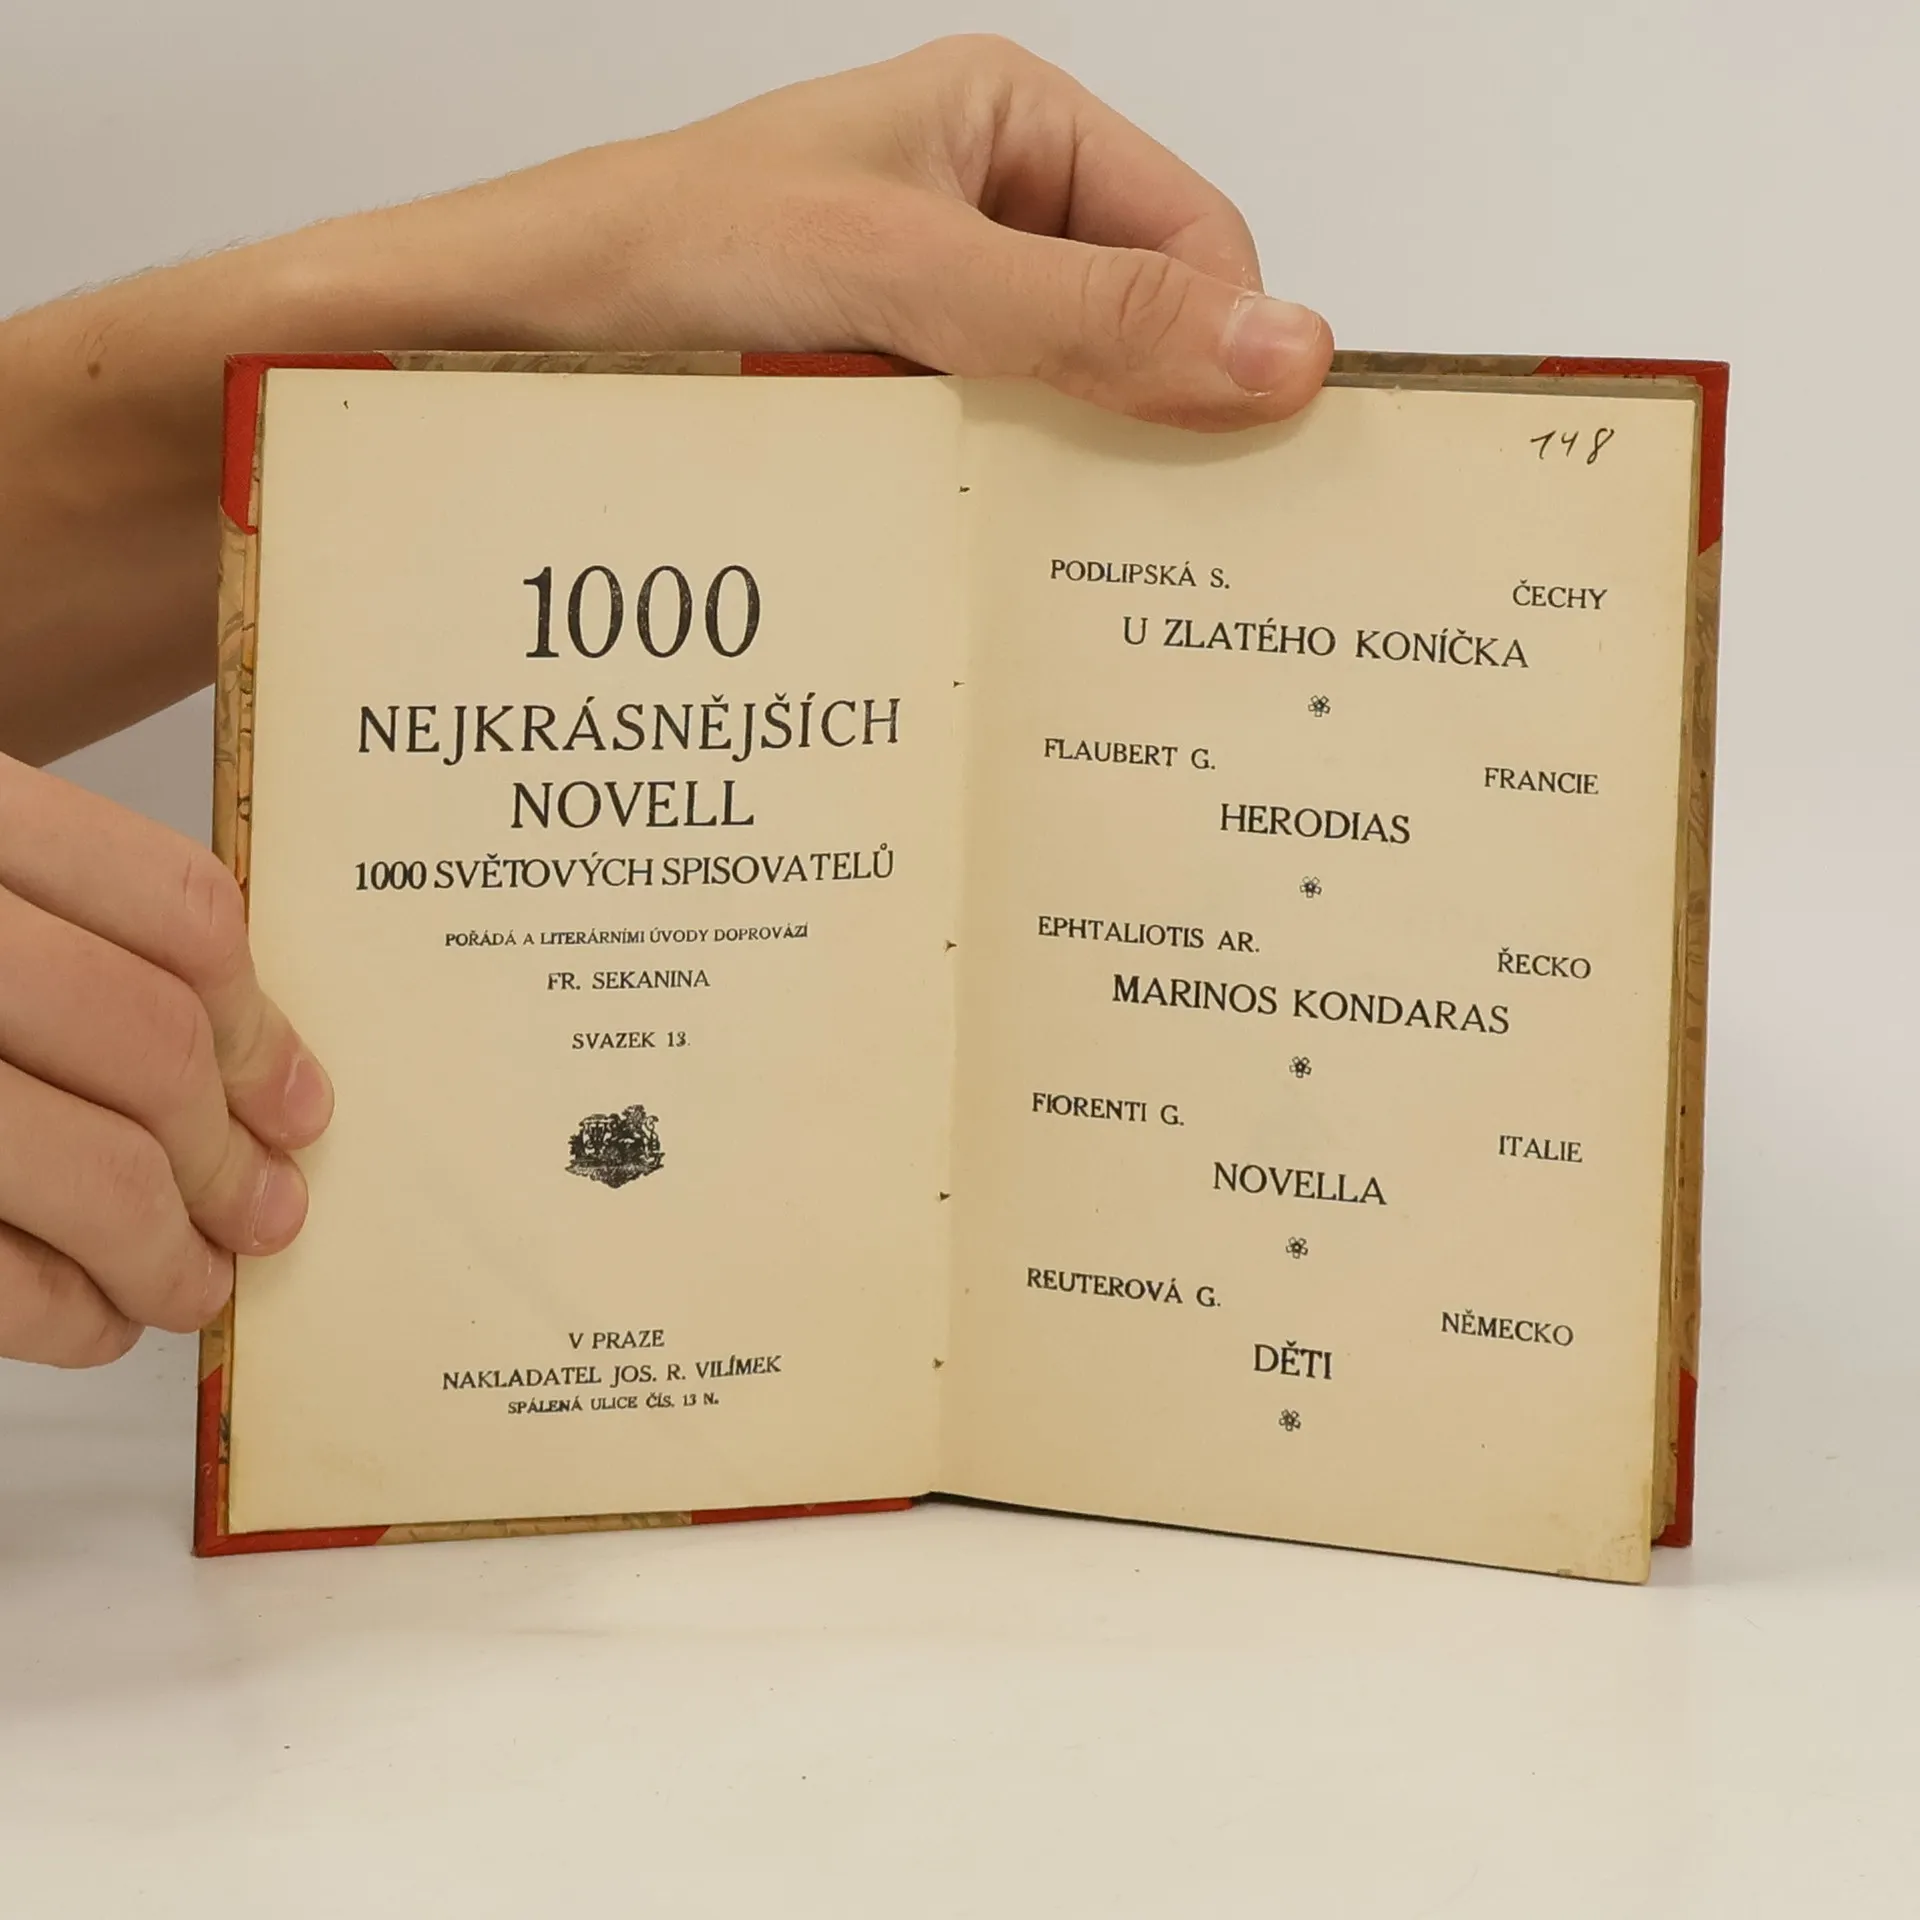 1000
NEJKRÁSNĚJŠÍCH
NOVELL
1000 SVĚTOVÝCH SPISOVATELŮ
POŘÁDÁ A LITERÁRNÍMI ÚVODY DOPROVÁZÍ
FR. SEKANINA
SVAZEK 13.
V PRAZE
NAKLADATEL JOS. R. VILÍMEK
SPÁLENÁ ULICE ČÍS. 13 N.
148
PODLIPSKÁ S.
ČECHY
U ZLATÉHO KONÍČKA
FLAUBERT G.
FRANCIE
HERODIAS
EPHTALIOTIS AR.
ŘECKO
MARINOS KONDARAS
FIORENTI G.
ITALIE
NOVELLA
REUTEROVÁ G.
NĚMECKO
DĚTI